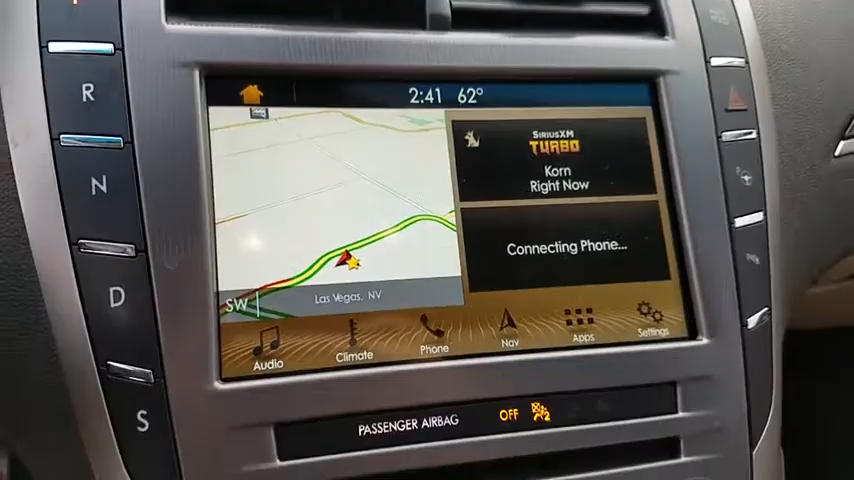 R
N
D
S
2:41 62°
SIRIUSXM
TURBO
Korn
Right Now
Connecting Phone...
SW
Las Vegas, NV
Audio
Climate
Phone
Nav
Apps
Settings
PASSENGER AIRBAG OFF
2